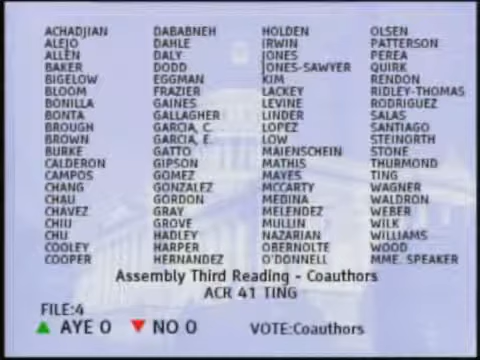 ACHADJIAN DABABNEH HOLDEN OLSEN
ALEJO DAHLE IRWIN PATTERSON
ALLEN DALY JONES PEREA
BAKER DODD JONES-SAWYER QUIRK
BIGELOW EGGMAN KIM RENDON
BLOOM FRAZIER LACKEY RIDLEY-THOMAS
BONILLA GAINES LEVINE RODRIGUEZ
BONTA GALLAGHER LINDER SALAS
BROUGH GARCIA, C. LOPEZ SANTIAGO
BROWN GARCIA, E. LOW STEINORTH
BURKE GATTO MAIENSCHEIN STONE
CALDERON GIPSON MATHIS THURMOND
CAMPOS GOMEZ MAYES TING
CHANG GONZALEZ MCCARTY WAGNER
CHAU GORDON MEDINA WALDRON
CHAVEZ GRAY MELENDEZ WEBER
CHIU GROVE MULLIN WILK
CHU HADLEY NAZARIAN WILLIAMS
COOLEY HARPER OBERNOLTE WOOD
COOPER HERNANDEZ O'DONNELL MME. SPEAKER
Assembly Third Reading - Coauthors
ACR 41 TING
FILE:4
▲ AYE 0 ▼ NO 0 VOTE:Coauthors